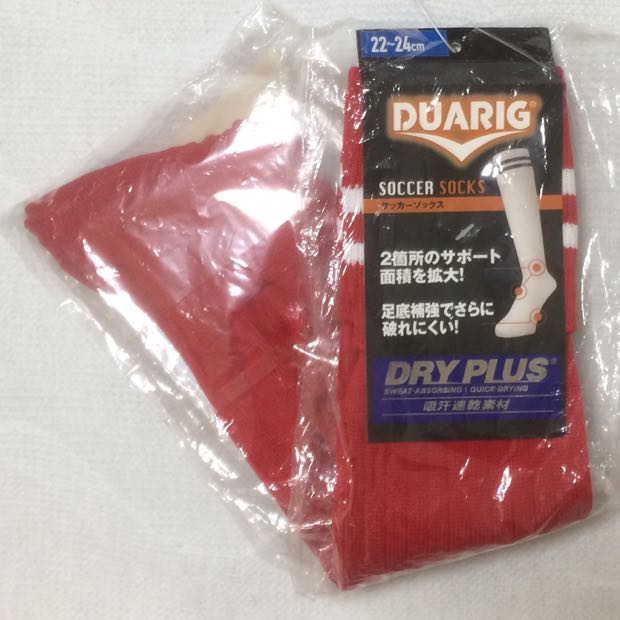 22~24cm
DUARIG®
SOCCER SOCKS
サッカーソックス
2箇所のサポート
面積を拡大!
足底補強でさらに
破れにくい!
DRY PLUS®
SWEAT-ABSORBING | QUICK-DRYING
吸汗速乾素材